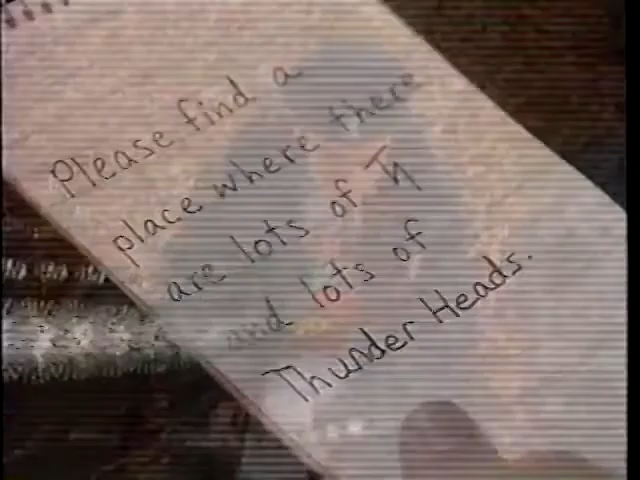 Please find a
place where there
are lots of π
and lots of
Thunder Heads.